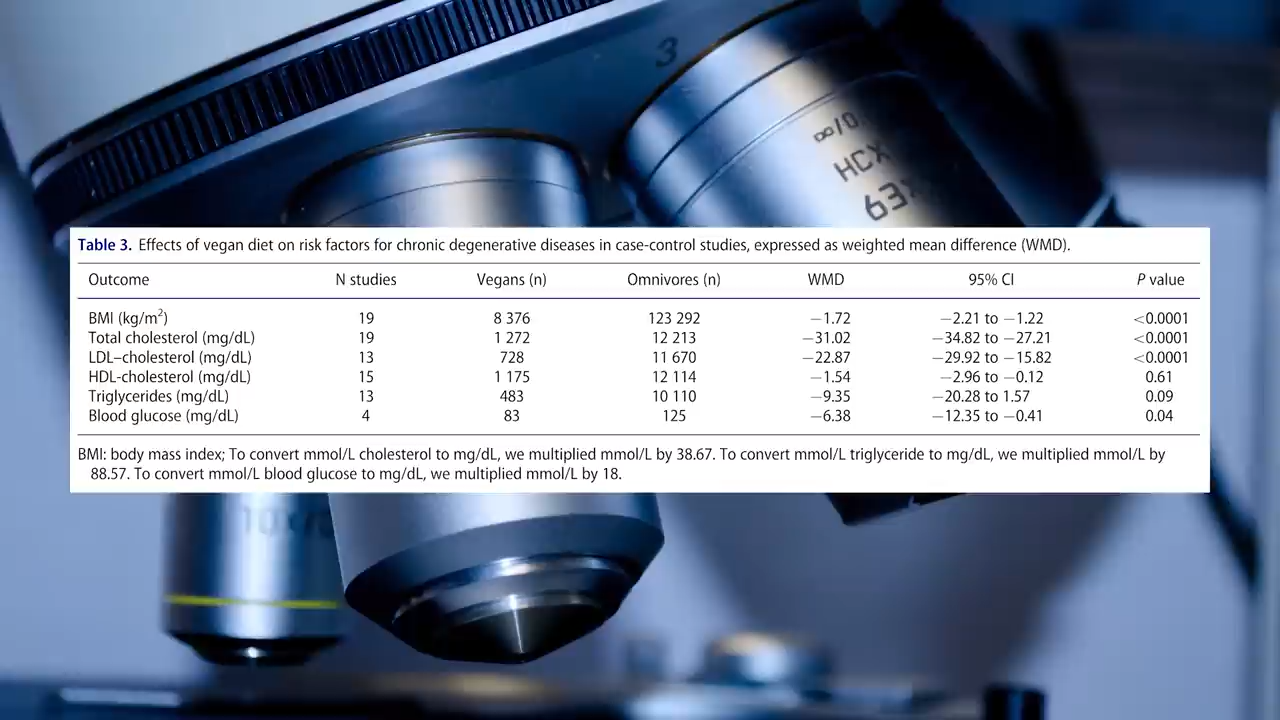 3
∞/0.
HCX
63x
Table 3. Effects of vegan diet on risk factors for chronic degenerative diseases in case-control studies, expressed as weighted mean difference (WMD).
Outcome N studies Vegans (n) Omnivores (n) WMD 95% CI P value
BMI (kg/m²) 19 8 376 123 292 −1.72 −2.21 to −1.22 <0.0001
Total cholesterol (mg/dL) 19 1 272 12 213 −31.02 −34.82 to −27.21 <0.0001
LDL–cholesterol (mg/dL) 13 728 11 670 −22.87 −29.92 to −15.82 <0.0001
HDL-cholesterol (mg/dL) 15 1 175 12 114 −1.54 −2.96 to −0.12 0.61
Triglycerides (mg/dL) 13 483 10 110 −9.35 −20.28 to 1.57 0.09
Blood glucose (mg/dL) 4 83 125 −6.38 −12.35 to −0.41 0.04
BMI: body mass index; To convert mmol/L cholesterol to mg/dL, we multiplied mmol/L by 38.67. To convert mmol/L triglyceride to mg/dL, we multiplied mmol/L by
88.57. To convert mmol/L blood glucose to mg/dL, we multiplied mmol/L by 18.